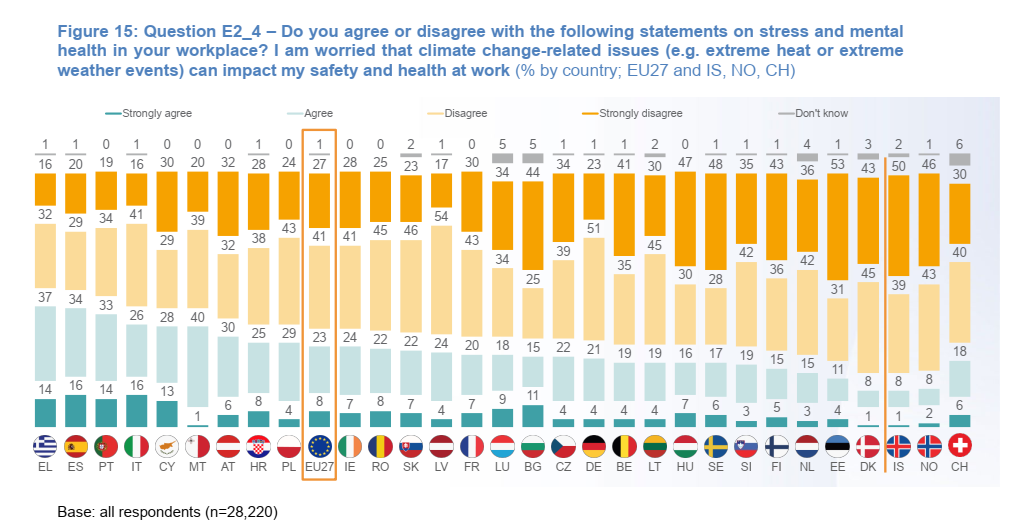 Figure 15: Question E2_4 – Do you agree or disagree with the following statements on stress and mental
health in your workplace? I am worried that climate change-related issues (e.g. extreme heat or extreme
weather events) can impact my safety and health at work (% by country; EU27 and IS, NO, CH)
Strongly agree Agree Disagree Strongly disagree Don't know
1 1 0 1 0 0 0 1 0 1 0 0 2 1 0 5 5 1 1 1 2 0 1 1 1 4 1 3 2 1 6
16 20 19 16 30 20 32 28 24 27 28 25 23 17 30 34 44 34 23 41 30 47 48 35 43 36 53 43 50 46 30
32 29 34 41 29 39 32 38 43 41 41 45 46 54 43 34 25 39 51 35 45 30 28 42 36 42 31 45 39 43 40
37 34 33 26 28 40 30 25 29 23 24 22 22 24 20 18 15 22 21 19 19 16 17 19 15 15 11 8 8 8 18
14 16 14 16 13 1 6 8 4 8 7 8 7 4 7 9 11 4 4 4 4 7 6 3 5 3 4 1 1 2 6
EL ES PT IT CY MT AT HR PL EU27 IE RO SK LV FR LU BG CZ DE BE LT HU SE SI FI NL EE DK IS NO CH
Base: all respondents (n=28,220)